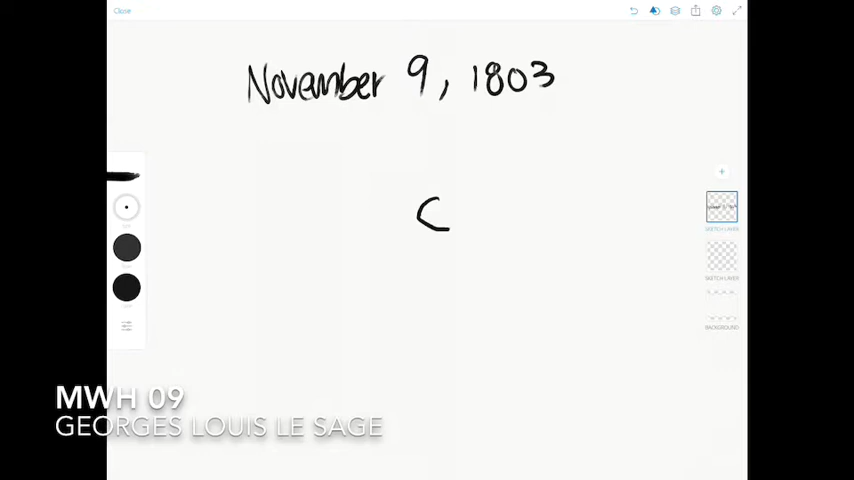 Close
November 9, 1803
C
SKETCH LAYER
SKETCH LAYER
BACKGROUND
MWH 09
GEORGES LOUIS LE SAGE